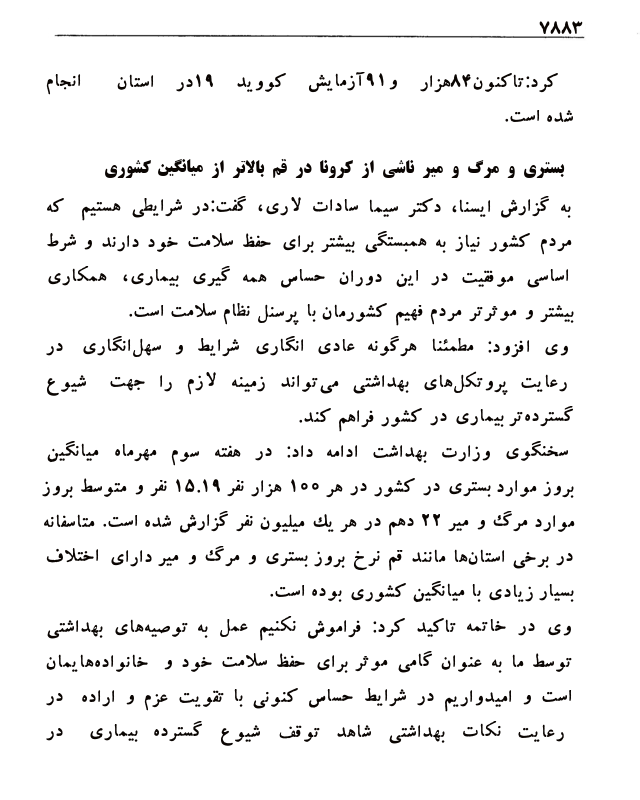 ۷۸۸۳
کرد:تاکنون۸۴هزار و۹۱آزمایش کووید ۱۹در استان انجام
شده است.
بستری و مرگ و میر ناشی از کرونا در قم بالاتر از میانگین کشوری
به گزارش ایسنا، دکتر سیما سادات لاری، گفت:در شرایطی هستیم که
مردم کشور نیاز به همبستگی بیشتر برای حفظ سلامت خود دارند و شرط
اساسی موفقیت در این دوران حساس همه گیری بیماری، همکاری
بیشتر و موثرتر مردم فهیم کشورمان با پرسنل نظام سلامت است.
وی افزود: مطمئنا هرگونه عادی انگاری شرایط و سهل‌انگاری در
رعایت پروتکل‌های بهداشتی می‌تواند زمینه لازم را جهت شیوع
گسترده‌تر بیماری در کشور فراهم کند.
سخنگوی وزارت بهداشت ادامه داد: در هفته سوم مهرماه میانگین
بروز موارد بستری در کشور در هر ۱۰۰ هزار نفر ۱۵.۱۹ نفر و متوسط بروز
موارد مرگ و میر ۲۲ دهم در هر یك میلیون نفر گزارش شده است. متاسفانه
در برخی استان‌ها مانند قم نرخ بروز بستری و مرگ و میر دارای اختلاف
بسیار زیادی با میانگین کشوری بوده است.
وی در خاتمه تاکید کرد: فراموش نکنیم عمل به توصیه‌های بهداشتی
توسط ما به عنوان گامی موثر برای حفظ سلامت خود و خانواده‌هایمان
است و امیدواریم در شرایط حساس کنونی با تقویت عزم و اراده در
رعایت نکات بهداشتی شاهد توقف شیوع گسترده بیماری در